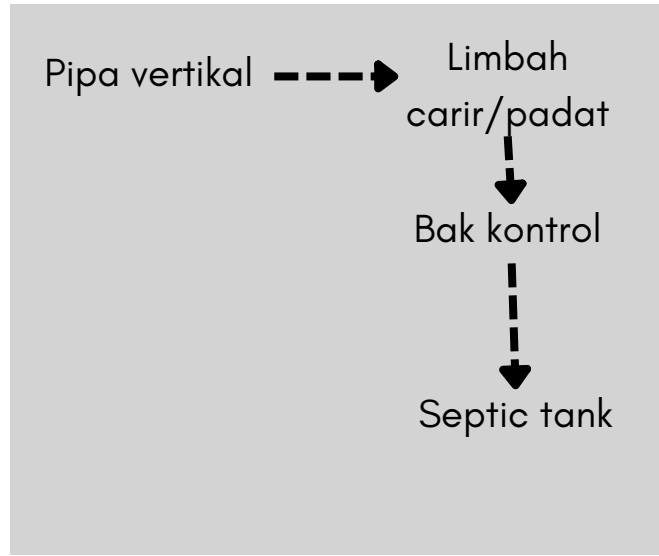 Pipa vertikal
Limbah
carir/padat
Bak kontrol
Septic tank